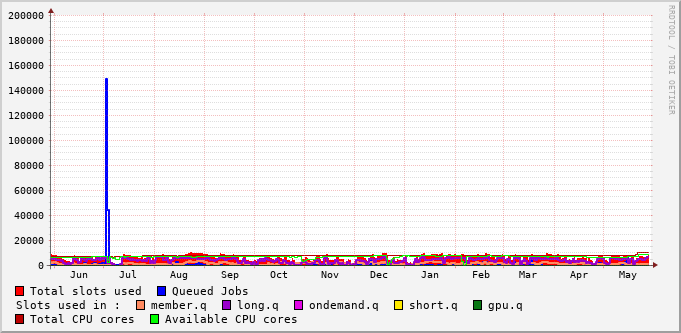 200000
180000
160000
140000
120000
100000
80000
60000
40000
20000
0
Jun Jul Aug Sep Oct Nov Dec Jan Feb Mar Apr May
RRDTOOL / TOBI OETIKER
Total slots used Queued Jobs
Slots used in : member.q long.q ondemand.q short.q gpu.q
Total CPU cores Available CPU cores